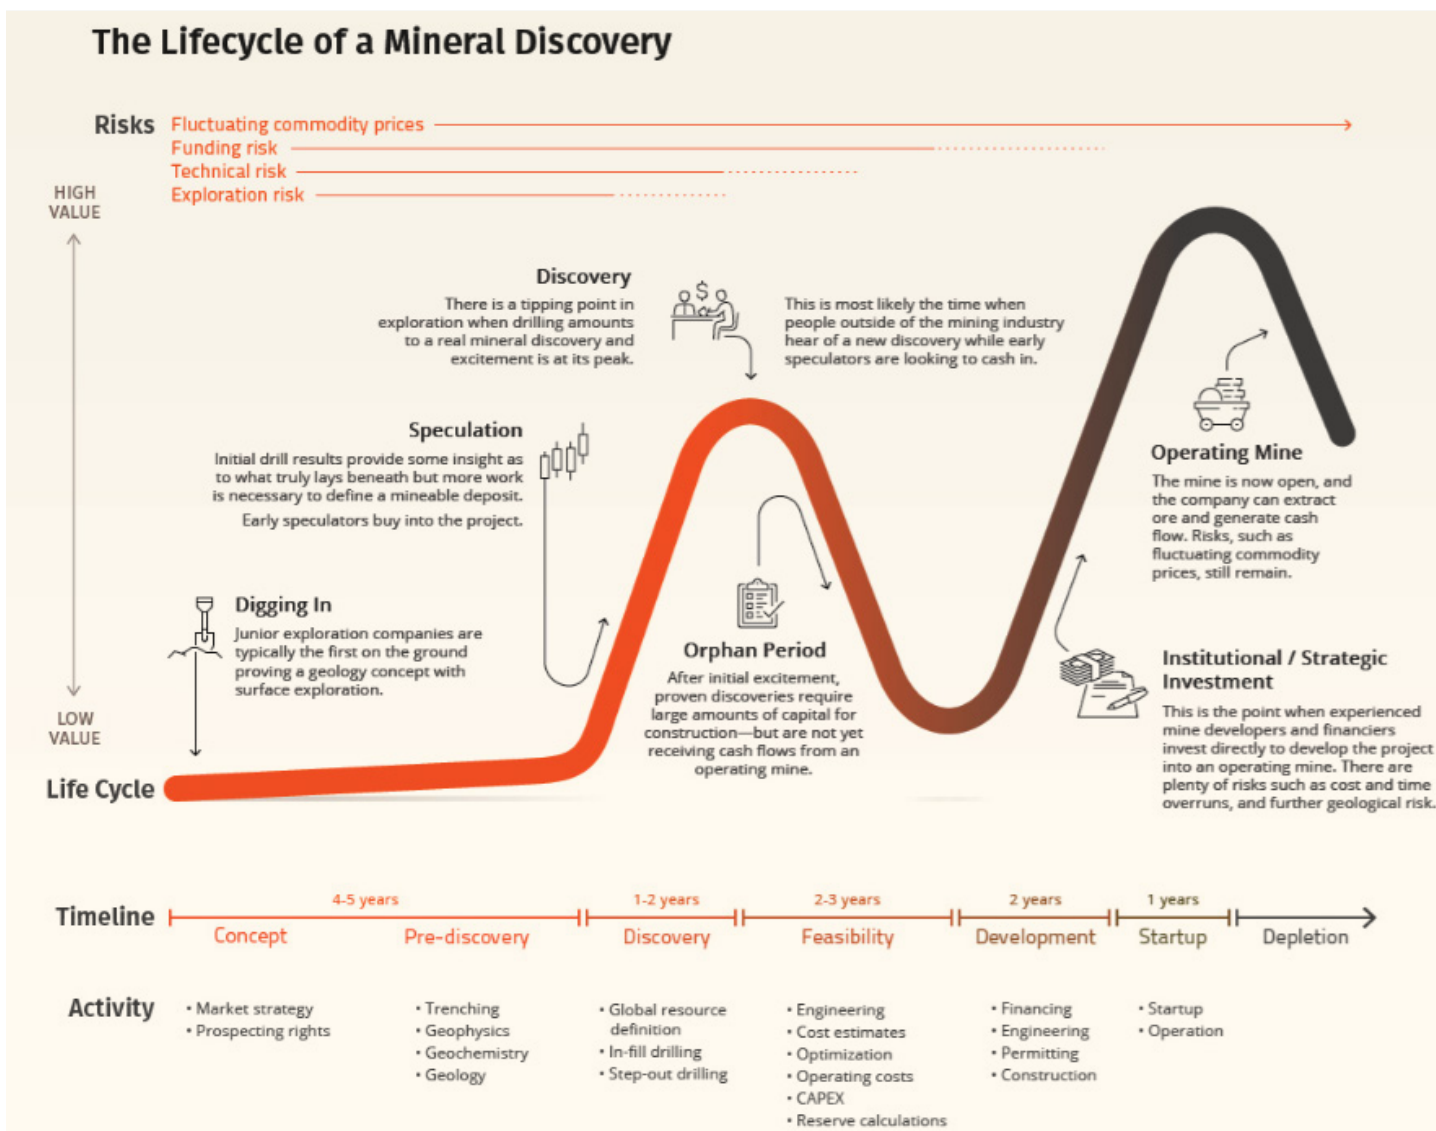 The Lifecycle of a Mineral Discovery
Risks
Fluctuating commodity prices
Funding risk
Technical risk
Exploration risk
HIGH
VALUE
LOW
VALUE
Life Cycle
Digging In
Junior exploration companies are
typically the first on the ground
proving a geology concept with
surface exploration.
Speculation
Initial drill results provide some insight as
to what truly lays beneath but more work
is necessary to define a mineable deposit.
Early speculators buy into the project.
Discovery
There is a tipping point in
exploration when drilling amounts
to a real mineral discovery and
excitement is at its peak.
$
This is most likely the time when
people outside of the mining industry
hear of a new discovery while early
speculators are looking to cash in.
Orphan Period
After initial excitement,
proven discoveries require
large amounts of capital for
construction—but are not yet
receiving cash flows from an
operating mine.
Operating Mine
The mine is now open, and
the company can extract
ore and generate cash
flow. Risks, such as
fluctuating commodity
prices, still remain.
Institutional / Strategic
Investment
This is the point when experienced
mine developers and financiers
invest directly to develop the project
into an operating mine. There are
plenty of risks such as cost and time
overruns, and further geological risk.
Timeline
4-5 years
1-2 years
2-3 years
2 years
1 years
Concept
Pre-discovery
Discovery
Feasibility
Development
Startup
Depletion
Activity
• Market strategy
• Prospecting rights
• Trenching
• Geophysics
• Geochemistry
• Geology
• Global resource
definition
• In-fill drilling
• Step-out drilling
• Engineering
• Cost estimates
• Optimization
• Operating costs
• CAPEX
• Reserve calculations
• Financing
• Engineering
• Permitting
• Construction
• Startup
• Operation